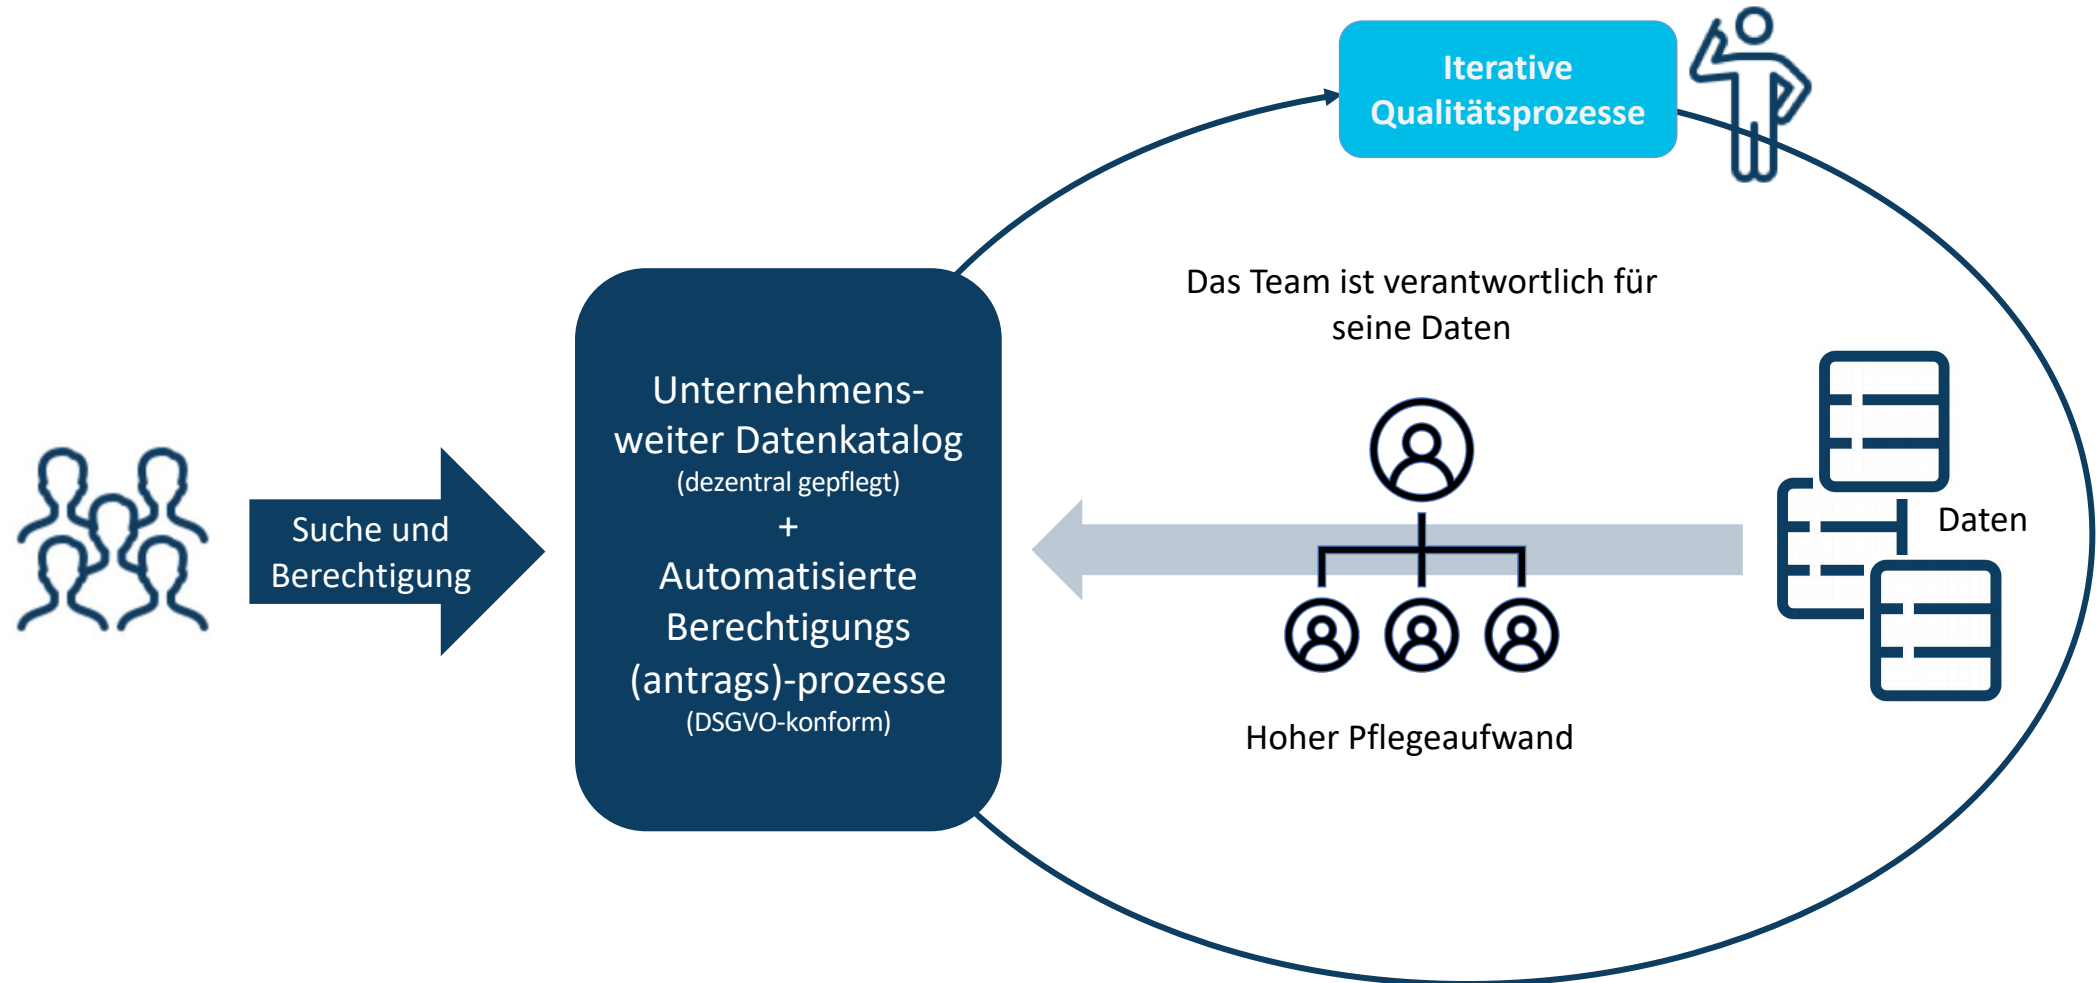 Iterative
Qualitätsprozesse
Das Team ist verantwortlich für
seine Daten
Unternehmens-
weiter Datenkatalog
(dezentral gepflegt)
+
Automatisierte
Berechtigungs
(antrags)-prozesse
(DSGVO-konform)
Suche und
Berechtigung
Daten
Hoher Pflegeaufwand